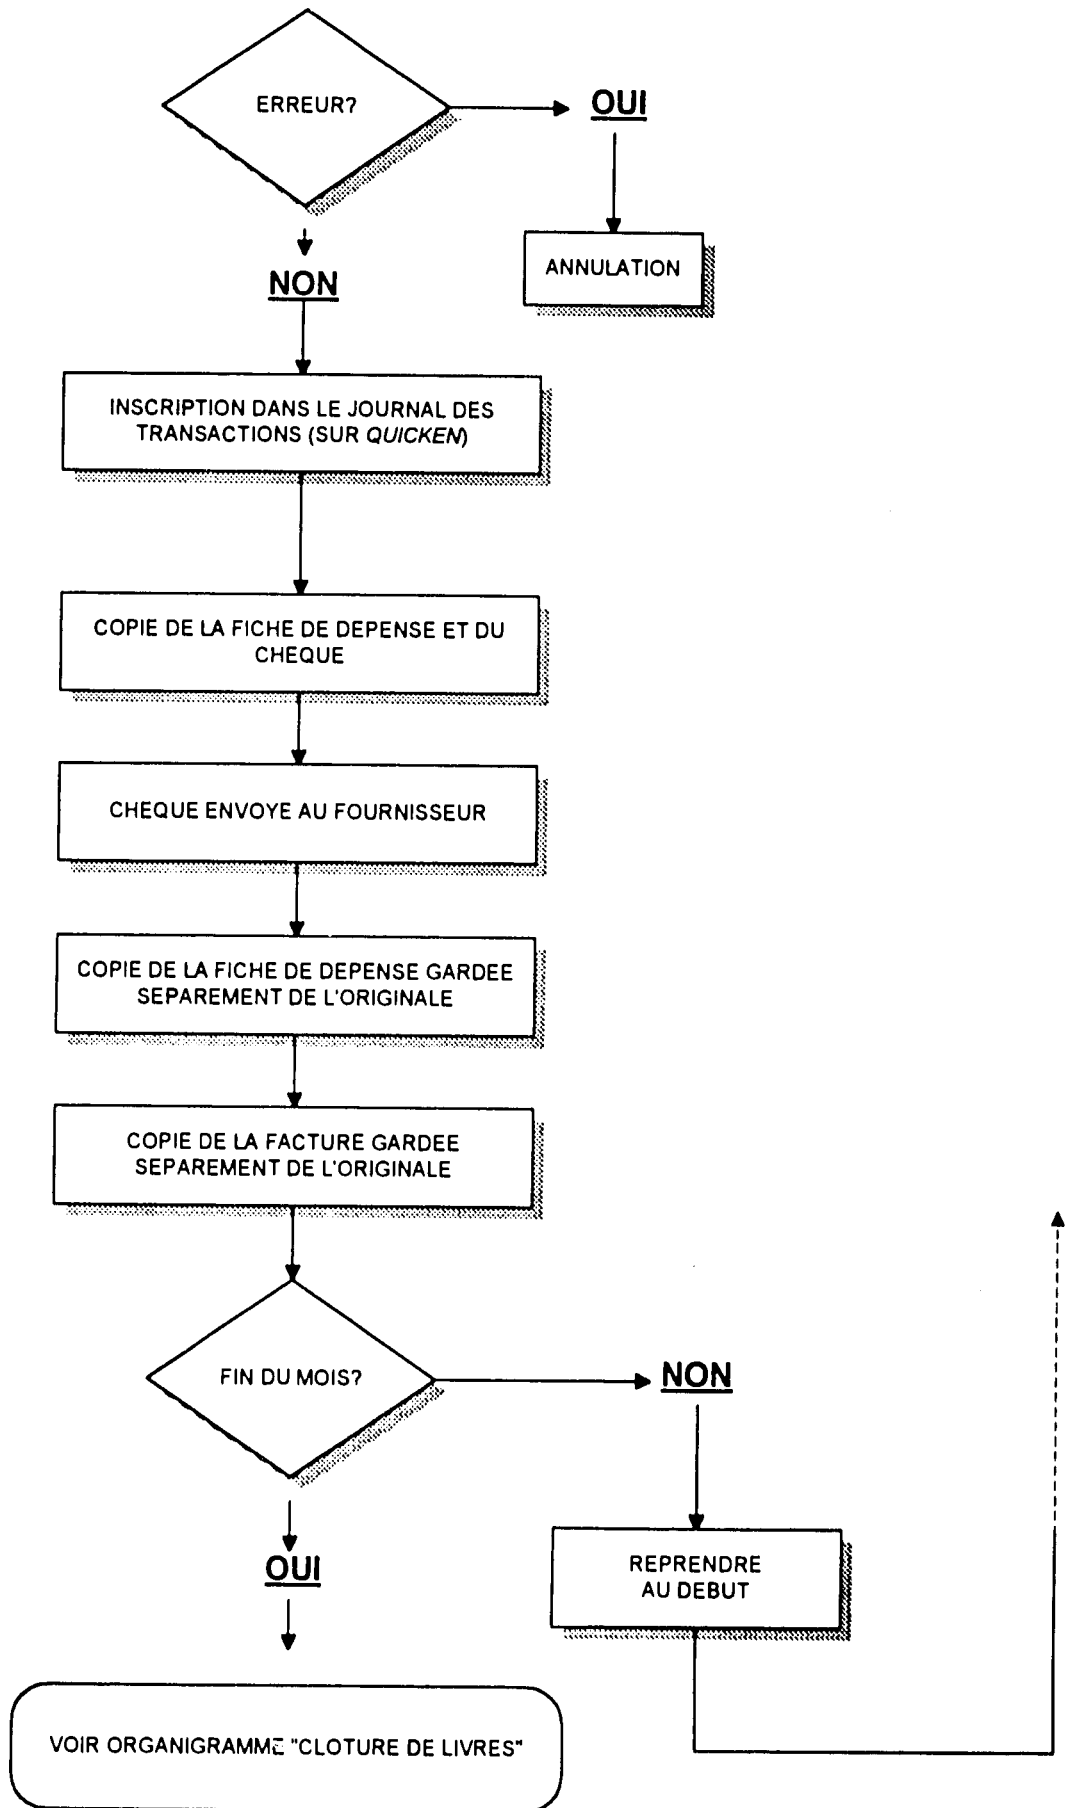 ERREUR?
OUI
ANNULATION
NON
INSCRIPTION DANS LE JOURNAL DES
TRANSACTIONS (SUR QUICKEN)
COPIE DE LA FICHE DE DEPENSE ET DU
CHEQUE
CHEQUE ENVOYE AU FOURNISSEUR
COPIE DE LA FICHE DE DEPENSE GARDEE
SEPAREMENT DE L'ORIGINALE
COPIE DE LA FACTURE GARDEE
SEPAREMENT DE L'ORIGINALE
FIN DU MOIS?
NON
REPRENDRE
AU DEBUT
OUI
VOIR ORGANIGRAMME "CLOTURE DE LIVRES"